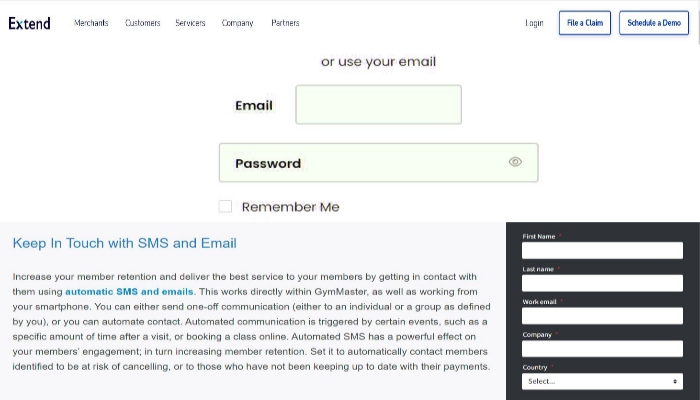 Extend Merchants Customers Servicers Company Partners Login File a Claim Schedule a Demo
or use your email
Email
Password
Remember Me
Keep In Touch with SMS and Email
Increase your member retention and deliver the best service to your members by getting in contact with
them using automatic SMS and emails. This works directly within GymMaster, as well as working from
your smartphone. You can either send one-off communication (either to an individual or a group as defined
by you), or you can automate contact. Automated communication is triggered by certain events, such as a
specific amount of time after a visit, or booking a class online. Automated SMS has a powerful effect on
your members' engagement; in turn increasing member retention. Set it to automatically contact members
identified to be at risk of cancelling, or to those who have not been keeping up to date with their payments.
First Name *
Last name *
Work email *
Company *
Country *
Select...